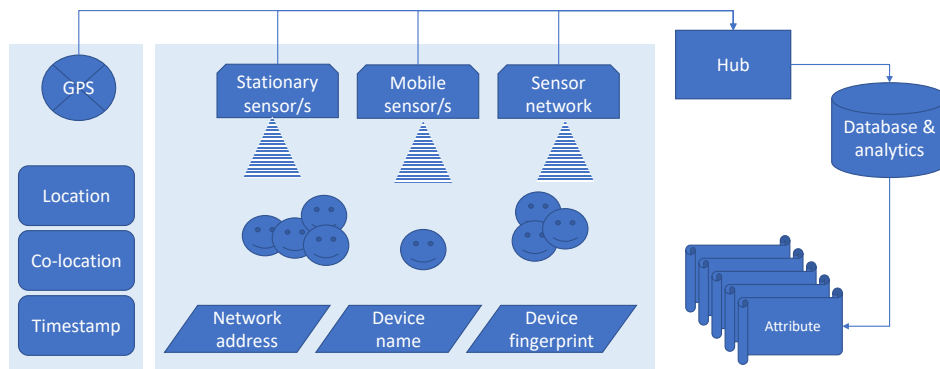 GPS
Location
Co-location
Timestamp
Stationary
sensor/s
Mobile
sensor/s
Sensor
network
Network
address
Device
name
Device
fingerprint
Hub
Database &
analytics
Attribute